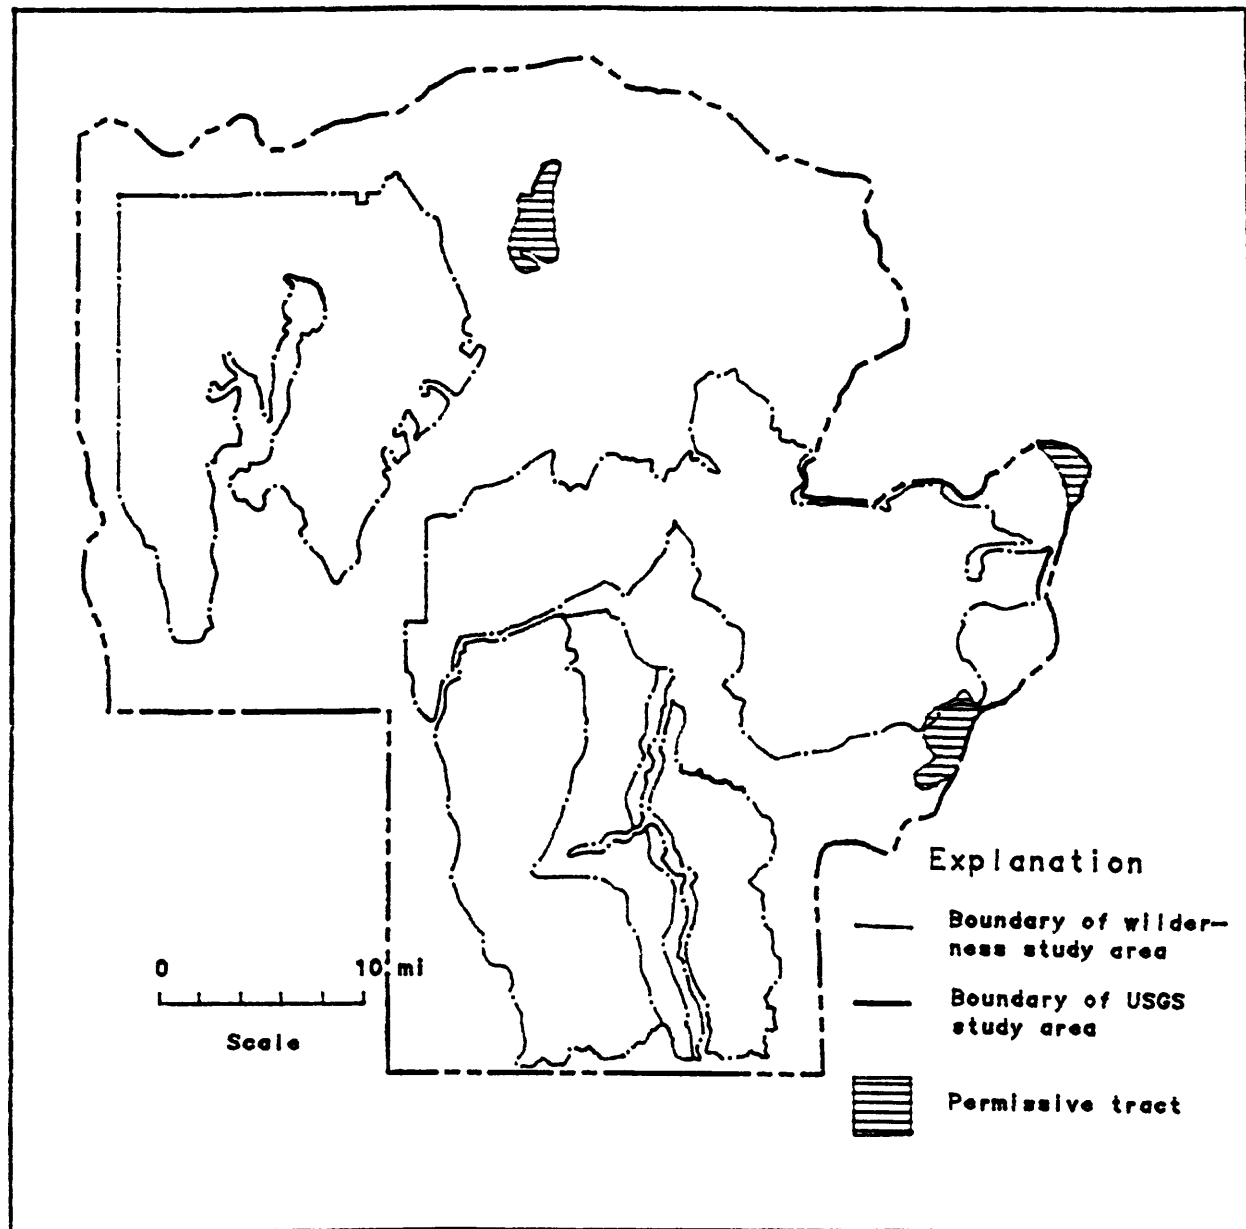 Explanation
Boundary of wilder-
ness study area
0 10 mi
Boundary of USGS
study area
Scale
Permissive tract